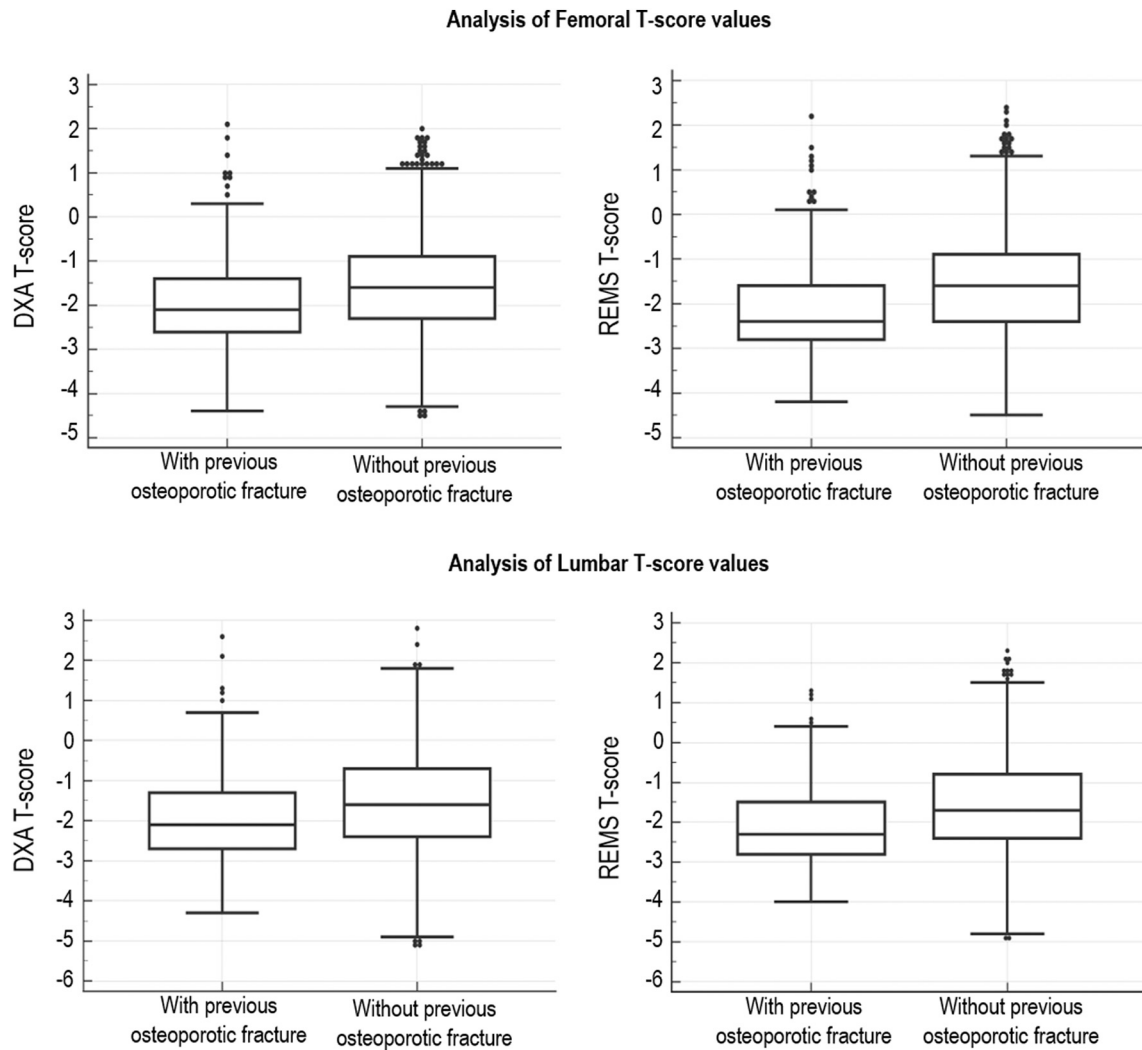 Analysis of Femoral T-score values
DXA T-score
3
2
1
0
-1
-2
-3
-4
-5
With previous
osteoporotic fracture
Without previous
osteoporotic fracture
REMS T-score
3
2
1
0
-1
-2
-3
-4
-5
With previous
osteoporotic fracture
Without previous
osteoporotic fracture
Analysis of Lumbar T-score values
DXA T-score
3
2
1
0
-1
-2
-3
-4
-5
-6
With previous
osteoporotic fracture
Without previous
osteoporotic fracture
REMS T-score
3
2
1
0
-1
-2
-3
-4
-5
-6
With previous
osteoporotic fracture
Without previous
osteoporotic fracture